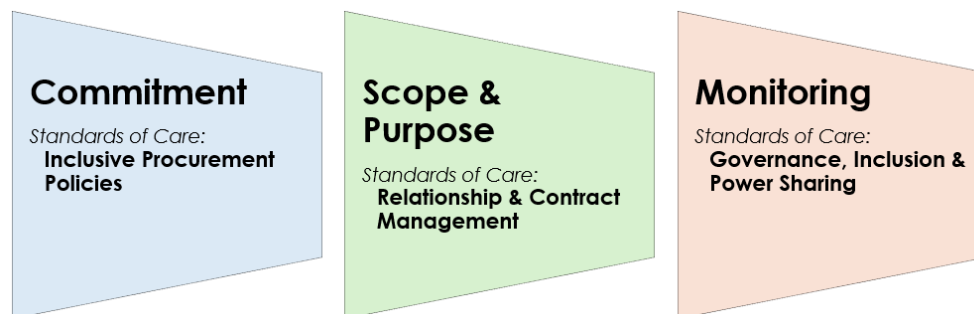 Commitment
Standards of Care:
Inclusive Procurement
Policies
Scope &
Purpose
Standards of Care:
Relationship & Contract
Management
Monitoring
Standards of Care:
Governance, Inclusion &
Power Sharing